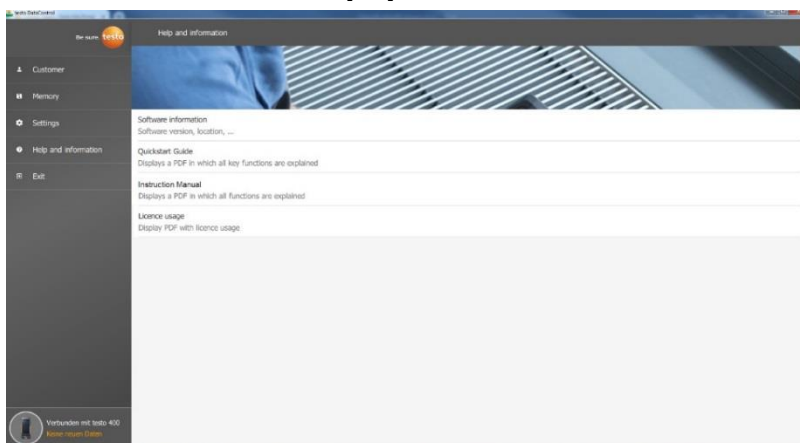 testo DataControl
Be sure. testo
Help and information
Customer
Memory
Settings
Help and information
Exit
Software information
Software version, location, ...
Quickstart Guide
Displays a PDF in which all key functions are explained
Instruction Manual
Displays a PDF in which all functions are explained
Licence usage
Display PDF with licence usage
Verbunden mit testo 400
Keine neuen Daten